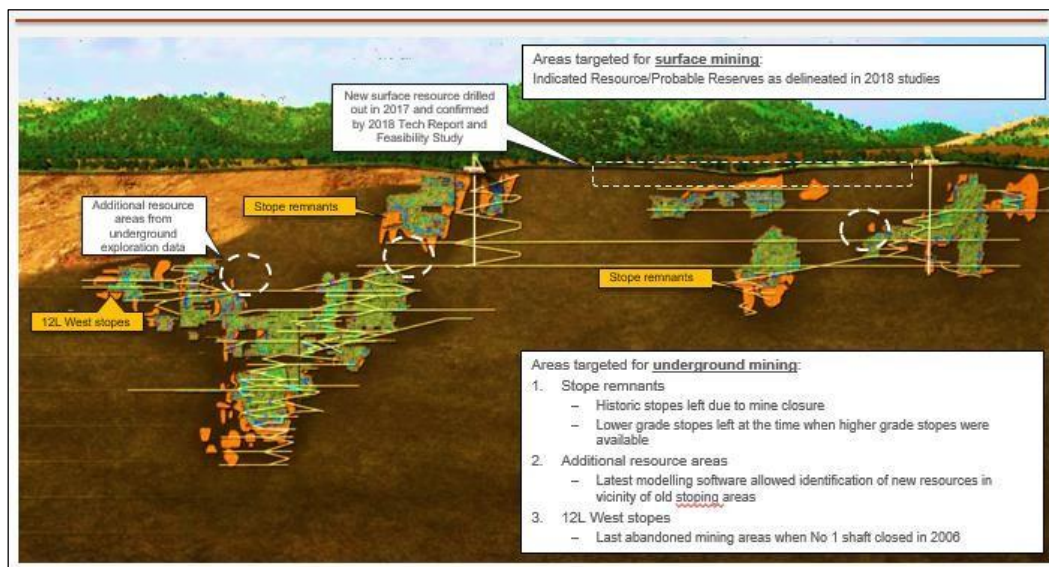 Areas targeted for surface mining:
Indicated Resource/Probable Reserves as delineated in 2018 studies
New surface resource drilled
out in 2017 and confirmed
by 2018 Tech Report and
Feasibility Study
Additional resource
areas from
underground
exploration data
Stope remnants
12L West stopes
Stope remnants
Areas targeted for underground mining:
1. Stope remnants
– Historic stopes left due to mine closure
– Lower grade stopes left at the time when higher grade stopes were
available
2. Additional resource areas
– Latest modelling software allowed identification of new resources in
vicinity of old stoping areas
3. 12L West stopes
– Last abandoned mining areas when No 1 shaft closed in 2006